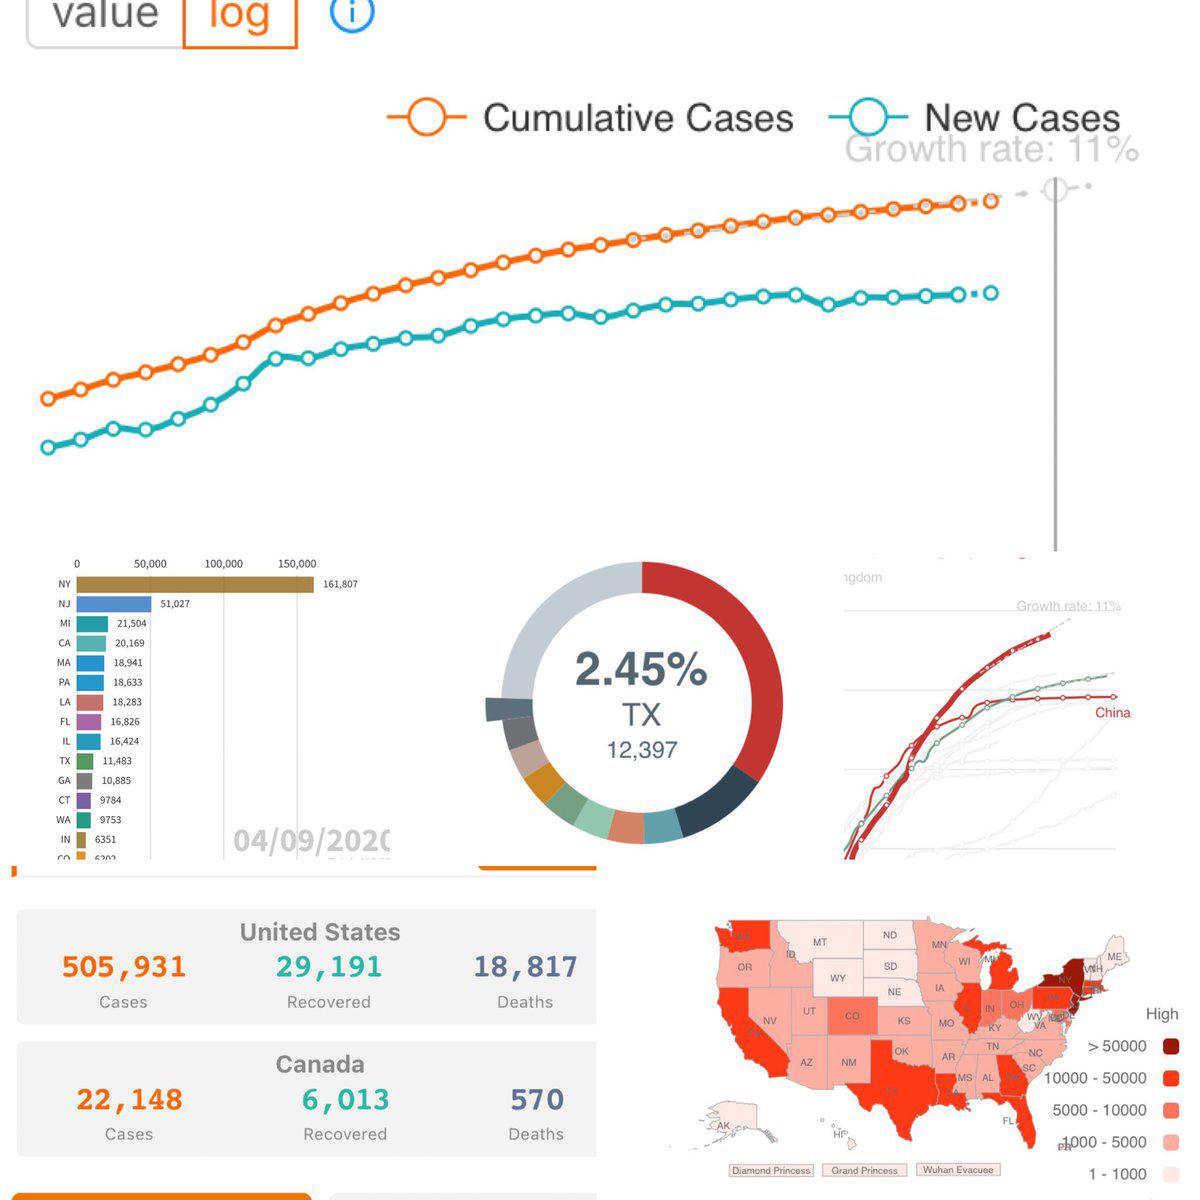 value log i
Cumulative Cases New Cases
Growth rate: 11%
0 50,000 100,000 150,000
NY 161,807
NJ 51,027
MI 21,504
CA 20,169
MA 18,941
PA 18,633
LA 18,283
FL 16,826
IL 16,424
TX 11,483
GA 10,885
CT 9784
WA 9753
IN 6351
CO 6202
04/09/2020
2.45%
TX
12,397
ngdom
Growth rate: 11%
China
United States
505,931 29,191 18,817
Cases Recovered Deaths
Canada
22,148 6,013 570
Cases Recovered Deaths
WA MT ND MN ME
OR ID SD WI MI NY VT NH
WY NE IA PA
NV UT CO IL IN OH WV VA
CA KS MO KY
AZ NM OK AR TN NC
TX MS AL GA SC
LA FL
AK HI PR
High
> 50000
10000 - 50000
5000 - 10000
1000 - 5000
1 - 1000
Diamond Princess Grand Princess Wuhan Evacuee